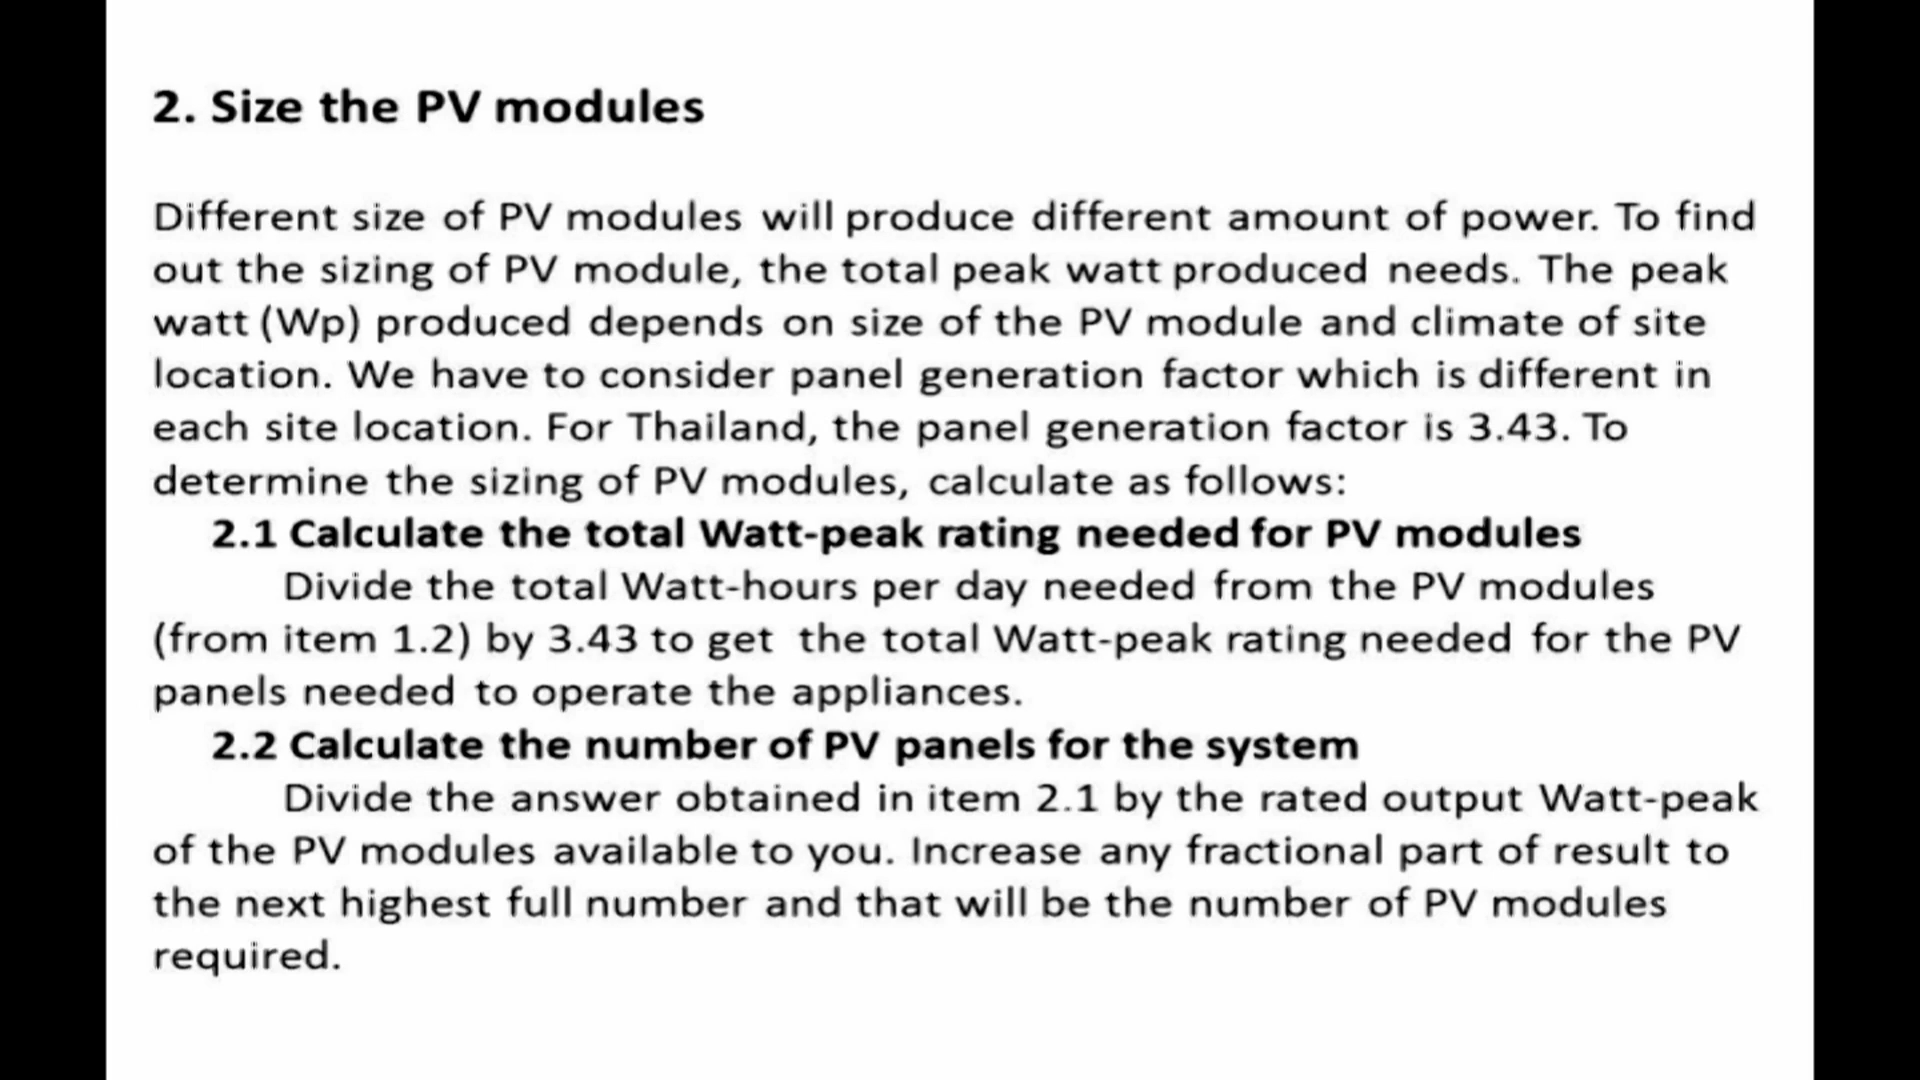 2. Size the PV modules
Different size of PV modules will produce different amount of power. To find
out the sizing of PV module, the total peak watt produced needs. The peak
watt (Wp) produced depends on size of the PV module and climate of site
location. We have to consider panel generation factor which is different in
each site location. For Thailand, the panel generation factor is 3.43. To
determine the sizing of PV modules, calculate as follows:
2.1 Calculate the total Watt-peak rating needed for PV modules
Divide the total Watt-hours per day needed from the PV modules
(from item 1.2) by 3.43 to get the total Watt-peak rating needed for the PV
panels needed to operate the appliances.
2.2 Calculate the number of PV panels for the system
Divide the answer obtained in item 2.1 by the rated output Watt-peak
of the PV modules available to you. Increase any fractional part of result to
the next highest full number and that will be the number of PV modules
required.